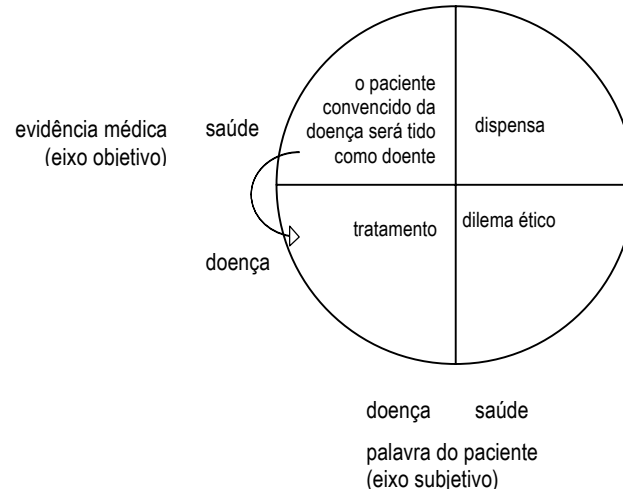 o paciente
convencido da
doença será tido
como doente
dispensa
evidência médica
(eixo objetivo)
saúde
tratamento
dilema ético
doença
doença saúde
palavra do paciente
(eixo subjetivo)